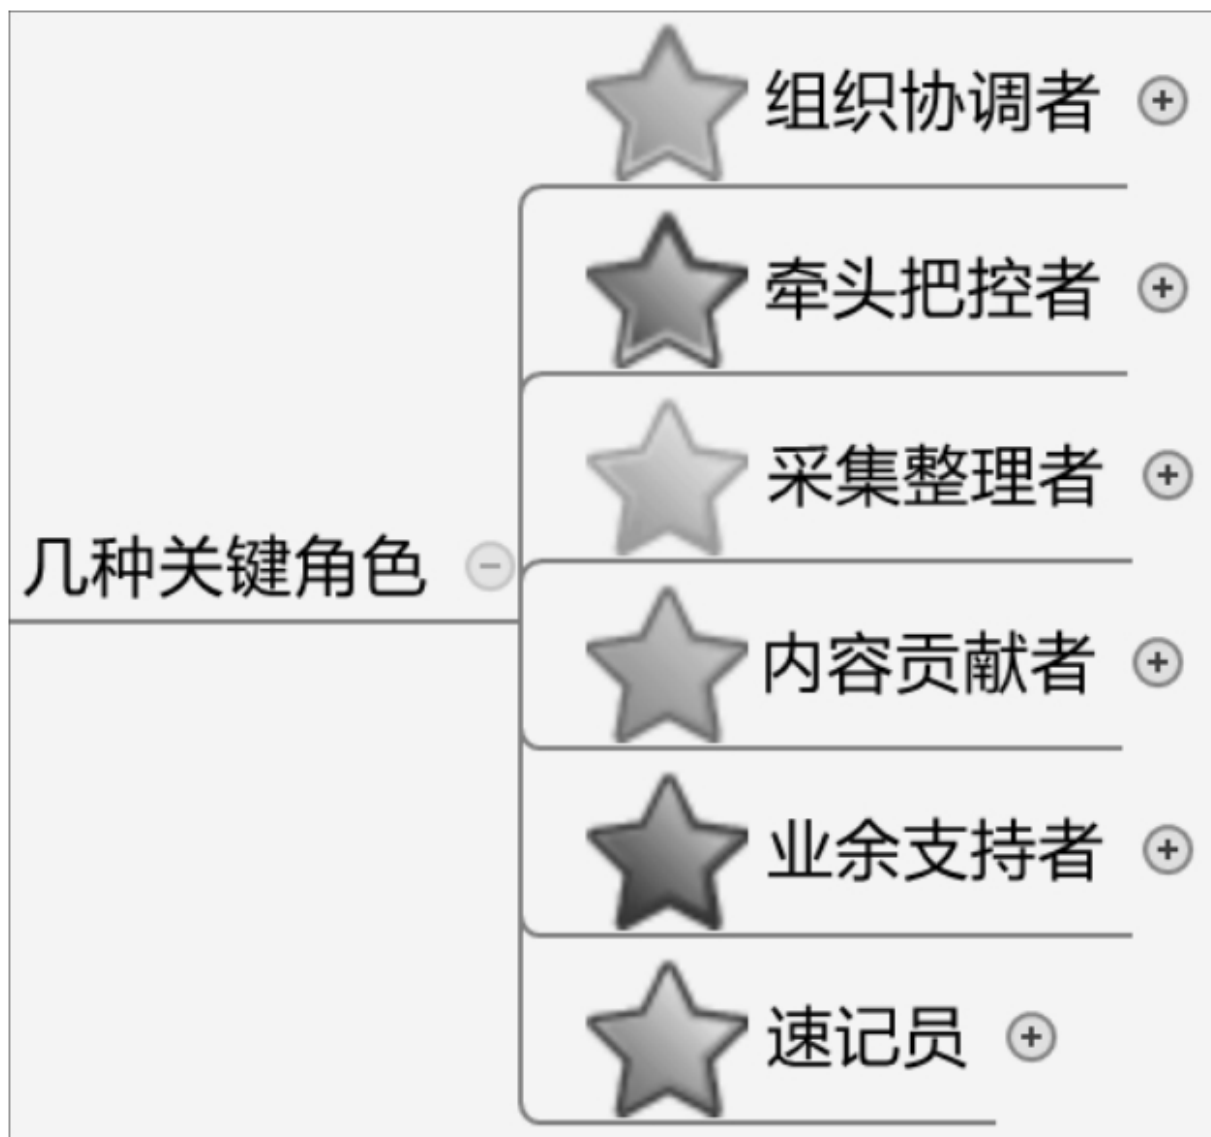 几种关键角色
组织协调者
牵头把控者
采集整理者
内容贡献者
业余支持者
速记员